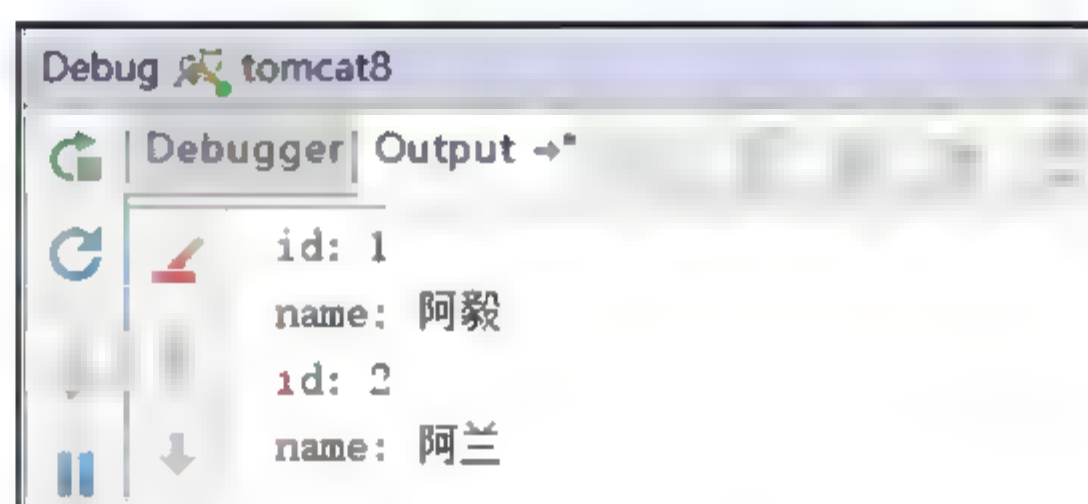 Debug tomcat8
Debugger Output
id: 1
name: 阿毅
id: 2
name: 阿兰